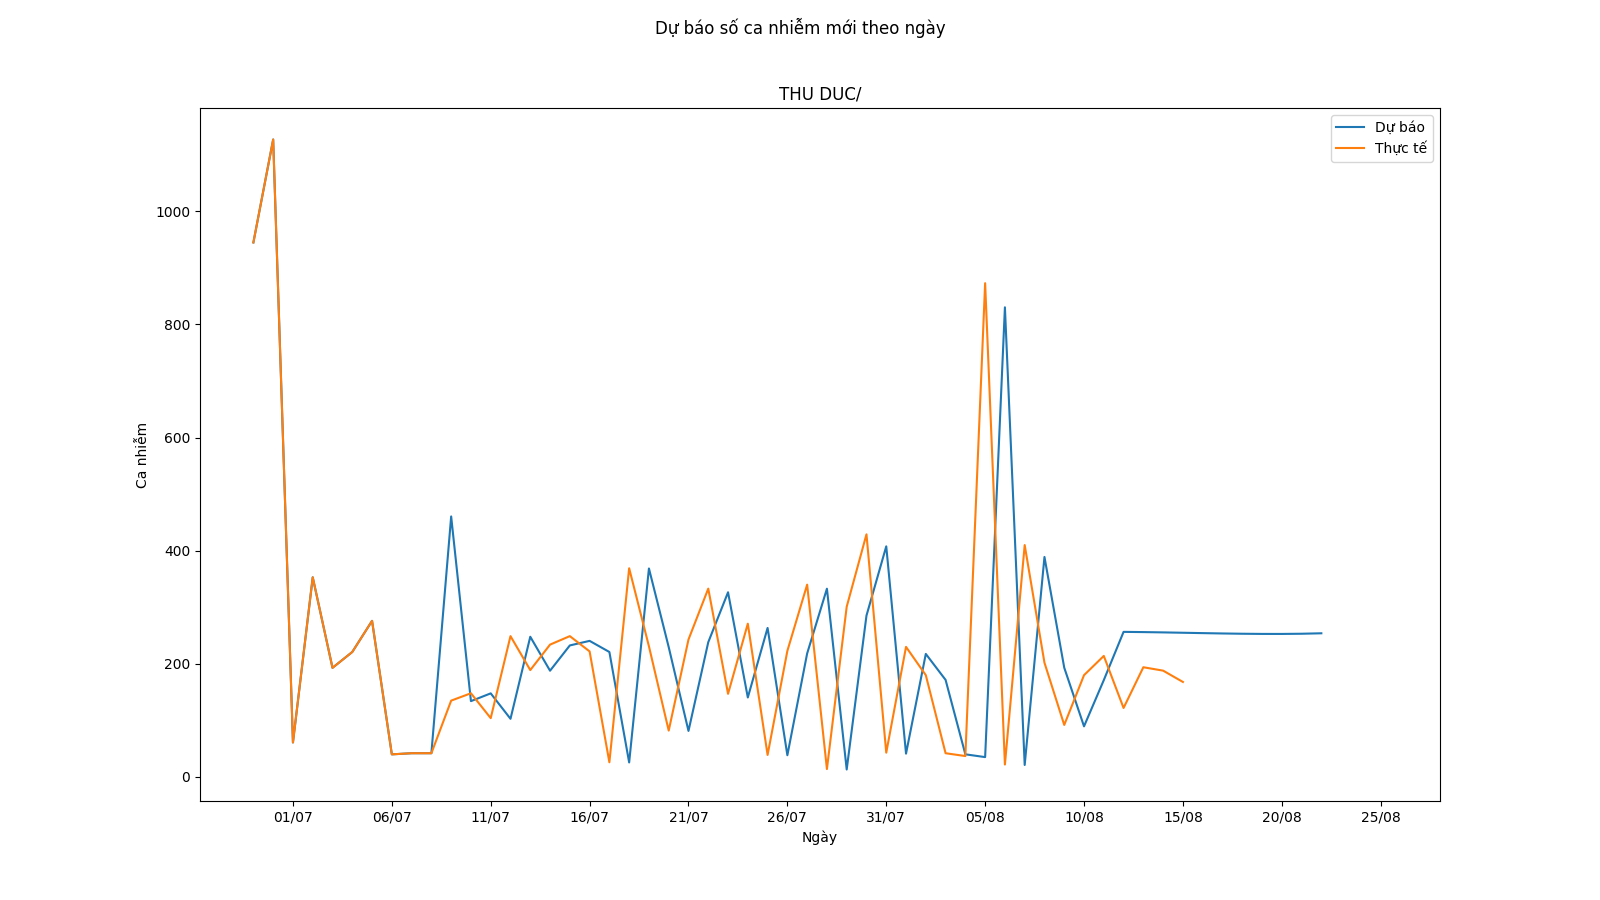 Dự báo số ca nhiễm mới theo ngày
THU DUC/
Dự báo
Thực tế
1000
800
600
400
200
0
Ca nhiễm
01/07 06/07 11/07 16/07 21/07 26/07 31/07 05/08 10/08 15/08 20/08 25/08
Ngày